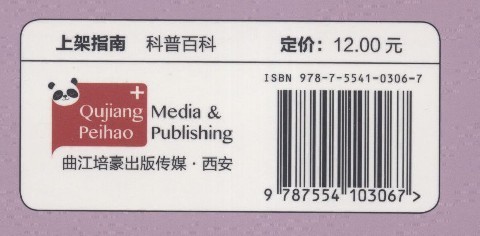 上架指南 科普百科 定价：12.00 元
ISBN 978-7-5541-0306-7
Qujiang Media &
Peihao Publishing
曲江培豪出版传媒·西安
9 787554 103067 >